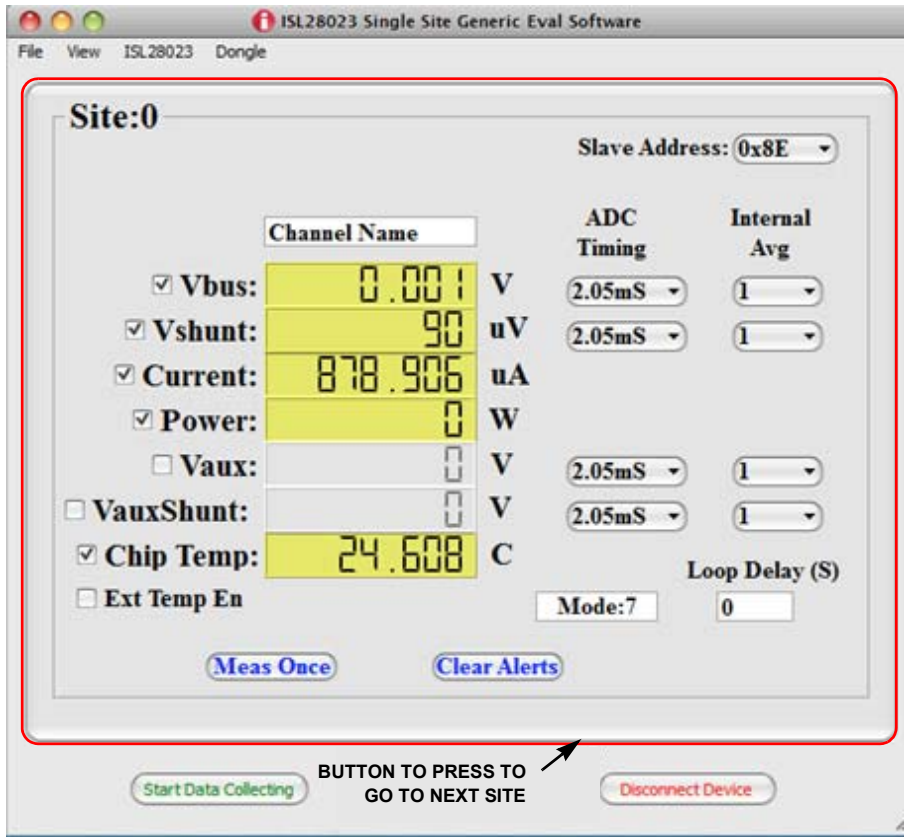 ISL28023 Single Site Generic Eval Software
File View ISL28023 Dongle
Site:0
Slave Address: 0x8E
Channel Name
ADC Timing
Internal Avg
Vbus: 0.001 V 2.05mS 1
Vshunt: 90 uV 2.05mS 1
Current: 878.906 uA
Power: 0 W
Vaux: 0 V 2.05mS 1
VauxShunt: 0 V 2.05mS 1
Chip Temp: 24.608 C
Loop Delay (S)
Ext Temp En Mode:7 0
Meas Once Clear Alerts
BUTTON TO PRESS TO
GO TO NEXT SITE
Start Data Collecting Disconnect Device